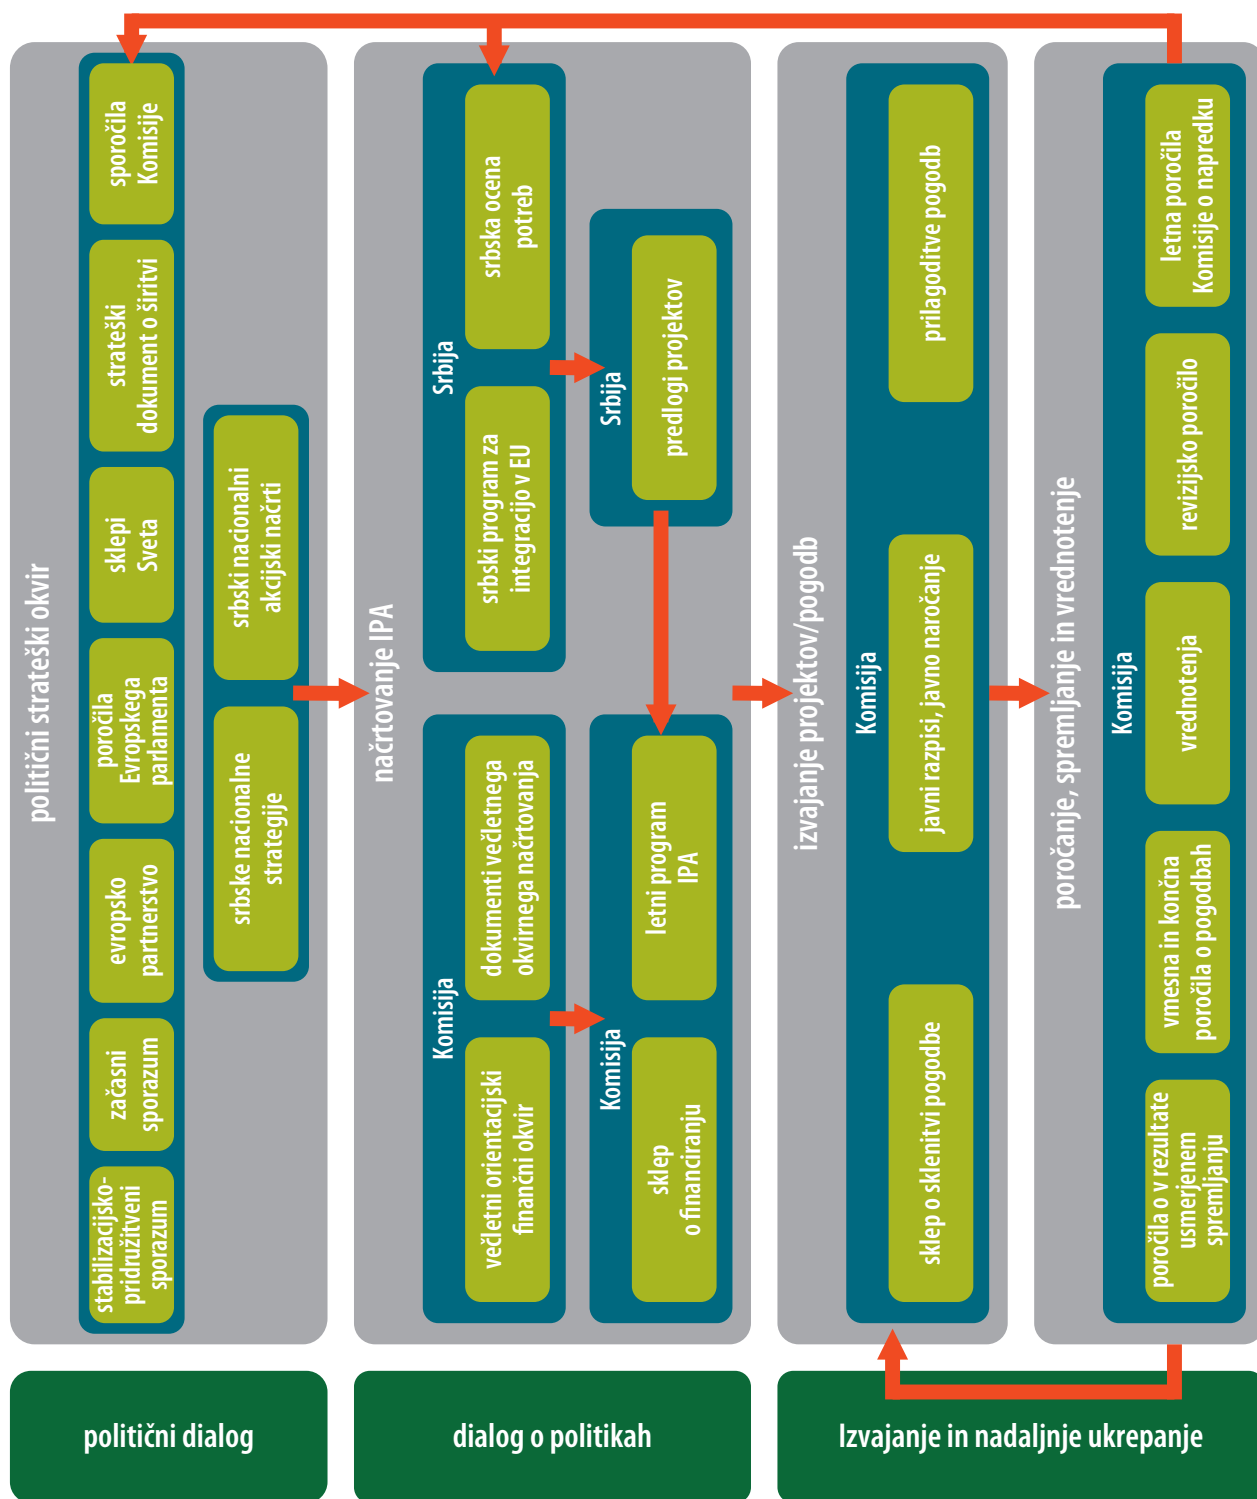 politični strateški okvir
stabilizacijsko-
pridružitveni
sporazum
začasni
sporazum
evropsko
partnerstvo
poročila
Evropskega
parlamenta
sklepi
Sveta
strateški
dokument o širitvi
sporočila
Komisije
srbske nacionalne
strategije
srbski nacionalni
akcijski načrti
politični dialog
načrtovanje IPA
Komisija
večletni orientacijski
finančni okvir
dokumenti večletnega
okvirnega načrtovanja
Srbija
srbski program za
integracijo v EU
srbska ocena
potreb
Komisija
sklep
o financiranju
letni program
IPA
Srbija
predlogi projektov
dialog o politikah
izvajanje projektov/pogodb
Komisija
sklep o sklenitvi pogodbe
javni razpisi, javno naročanje
prilagoditve pogodb
poročanje, spremljanje in vrednotenje
Komisija
poročila o v rezultate
usmerjenem
spremljanju
vmesna in končna
poročila o pogodbah
vrednotenja
revizijsko poročilo
letna poročila
Komisije o napredku
Izvajanje in nadaljnje ukrepanje